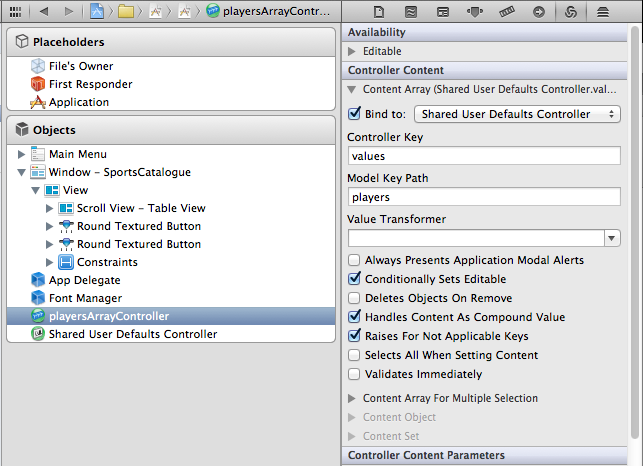 playersArrayContr...
Placeholders
File's Owner
First Responder
Application
Objects
Main Menu
Window - SportsCatalogue
View
Scroll View - Table View
Round Textured Button
Round Textured Button
Constraints
App Delegate
Font Manager
playersArrayController
Shared User Defaults Controller
Availability
Editable
Controller Content
Content Array (Shared User Defaults Controller.val...
Bind to: Shared User Defaults Controller
Controller Key
values
Model Key Path
players
Value Transformer
Always Presents Application Modal Alerts
Conditionally Sets Editable
Deletes Objects On Remove
Handles Content As Compound Value
Raises For Not Applicable Keys
Selects All When Setting Content
Validates Immediately
Content Array For Multiple Selection
Content Object
Content Set
Controller Content Parameters